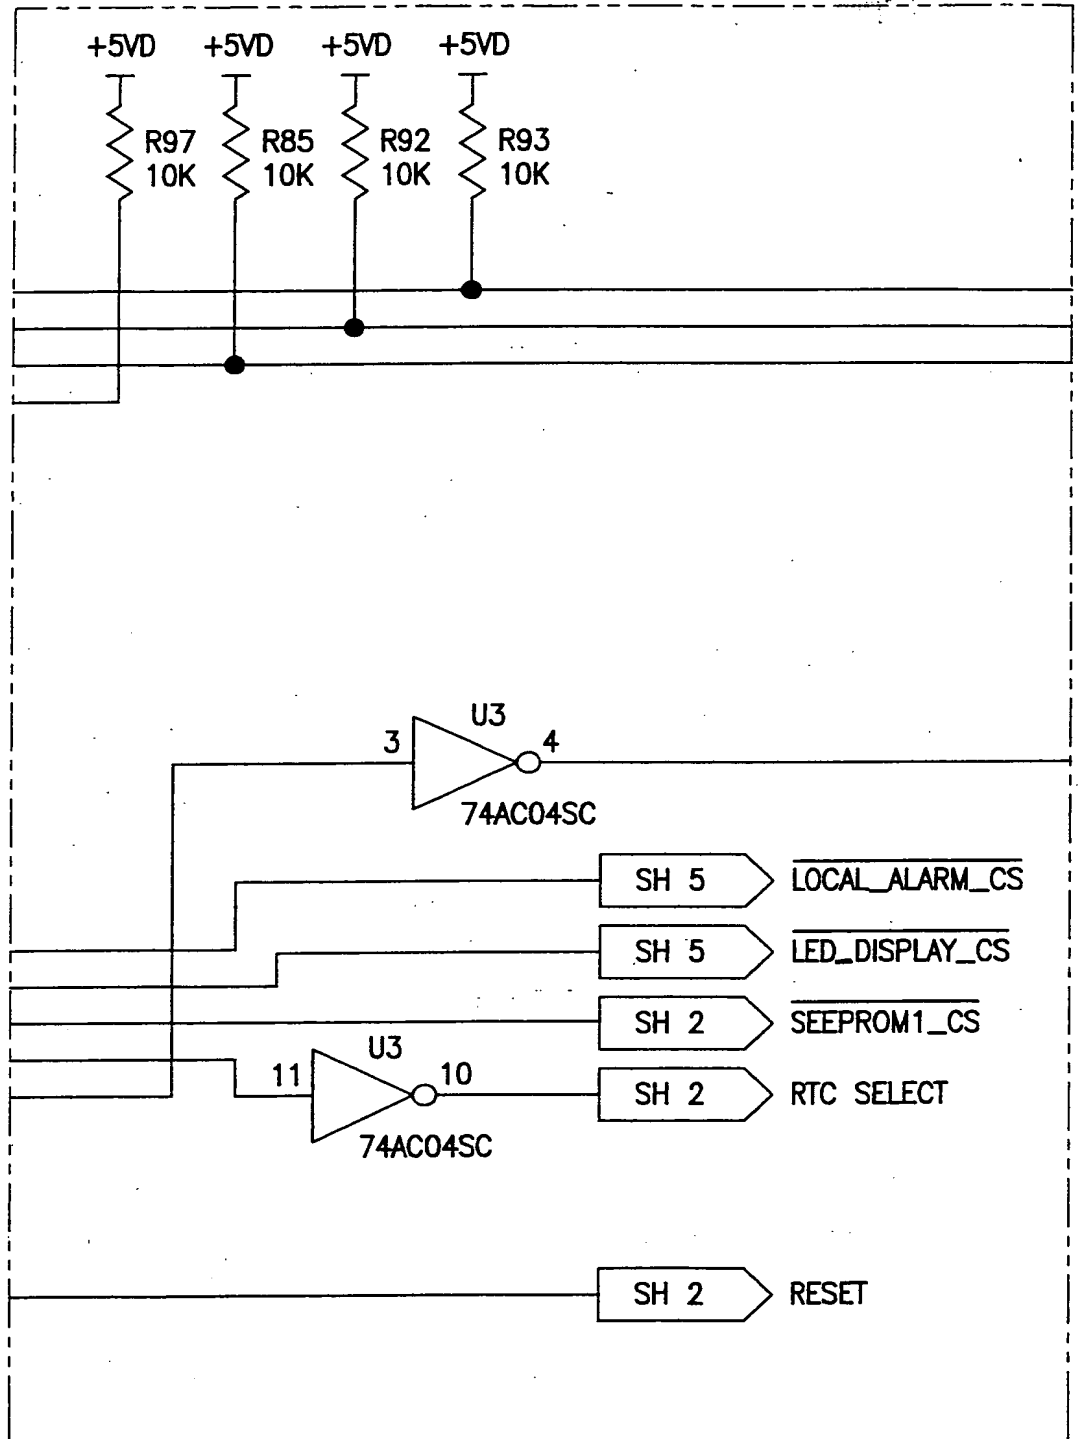 +5VD +5VD +5VD +5VD
R97 R85 R92 R93
10K 10K 10K 10K
U3
3 4
74AC04SC
SH 5 LOCAL_ALARM_CS
SH 5 LED_DISPLAY_CS
SH 2 SEEPROM1_CS
U3
11 10
SH 2 RTC SELECT
74AC04SC
SH 2 RESET